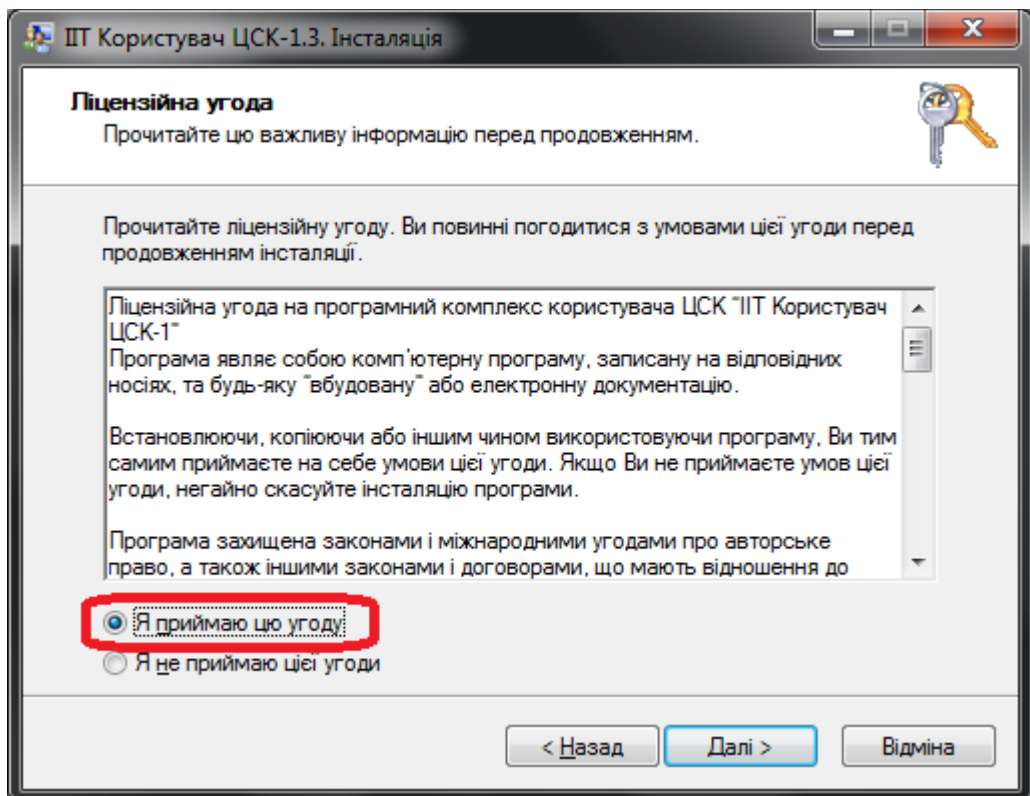 ІІТ Користувач ЦСК-1.3. Інсталяція
Ліцензійна угода
Прочитайте цю важливу інформацію перед продовженням.
Прочитайте ліцензійну угоду. Ви повинні погодитися з умовами цієї угоди перед
продовженням інсталяції.
Ліцензійна угода на програмний комплекс користувача ЦСК "ІІТ Користувач
ЦСК-1"
Програма являє собою комп'ютерну програму, записану на відповідних
носіях, та будь-яку "вбудовану" або електронну документацію.
Встановлюючи, копіюючи або іншим чином використовуючи програму, Ви тим
самим приймаєте на себе умови цієї угоди. Якщо Ви не приймаєте умов цієї
угоди, негайно скасуйте інсталяцію програми.
Програма захищена законами і міжнародними угодами про авторське
право, а також іншими законами і договорами, що мають відношення до
Я приймаю цю угоду
Я не приймаю цієї угоди
< Назад
Далі >
Відміна